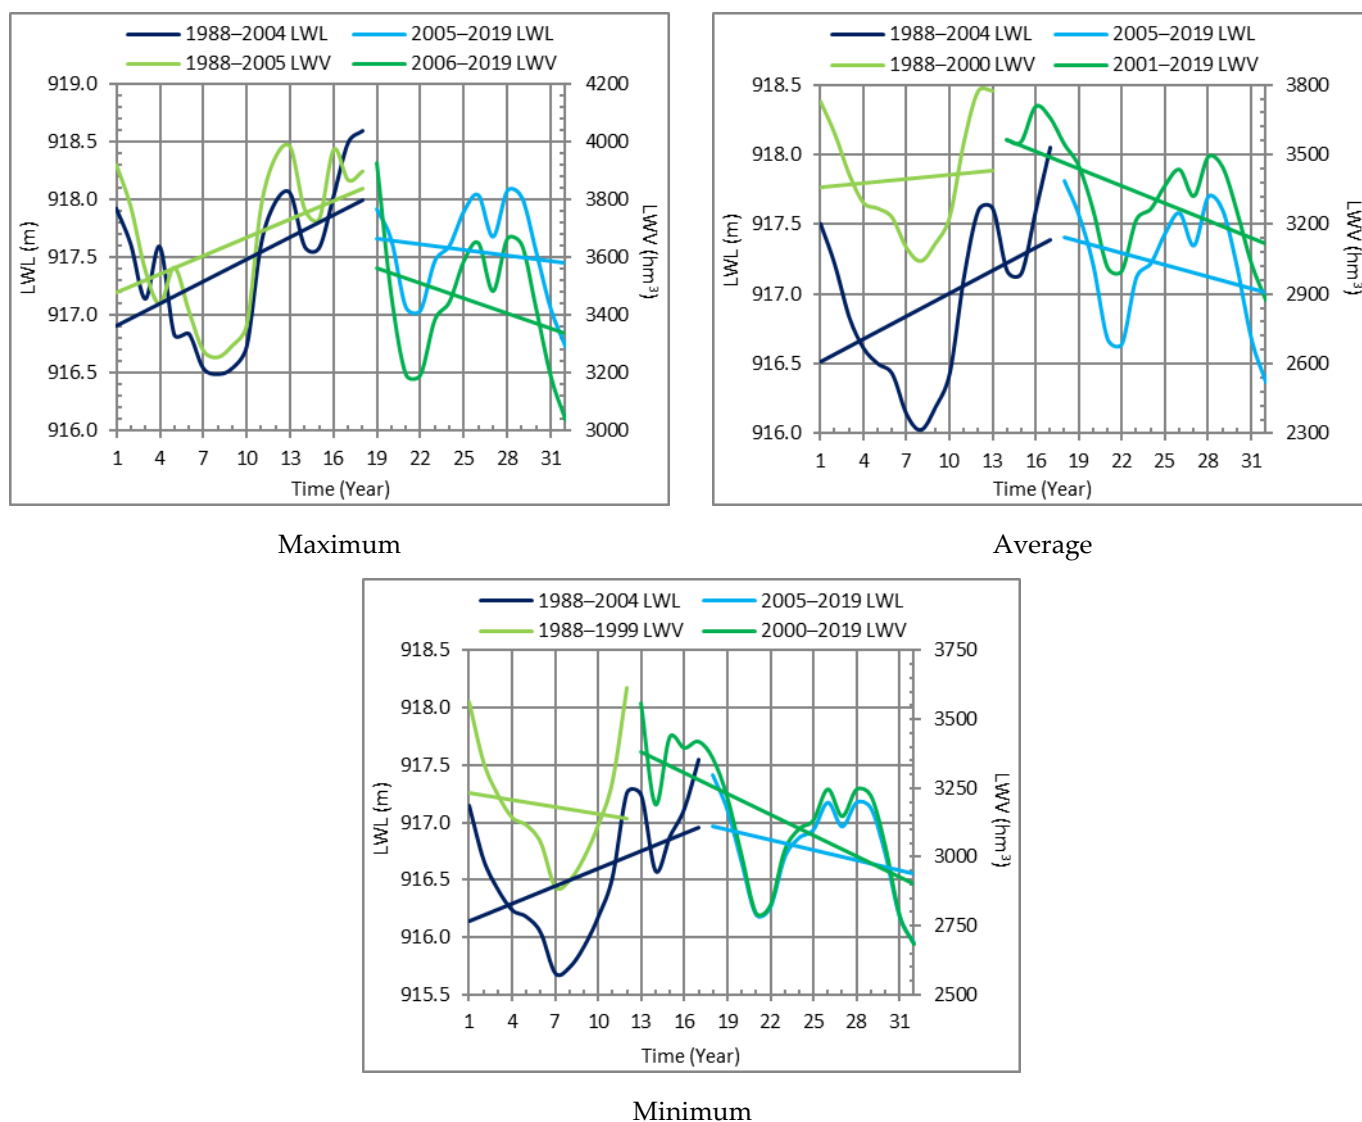 1988–2004 LWL 2005–2019 LWL
1988–2005 LWV 2006–2019 LWV
919.0
918.5
918.0
917.5
917.0
916.5
916.0
LWL (m)
4200
4000
3800
3600
3400
3200
3000
LWV (hm³)
1 4 7 10 13 16 19 22 25 28 31
Time (Year)
Maximum
1988–2004 LWL 2005–2019 LWL
1988–2000 LWV 2001–2019 LWV
918.5
918.0
917.5
917.0
916.5
916.0
LWL (m)
3800
3500
3200
2900
2600
2300
LWV (hm³)
1 4 7 10 13 16 19 22 25 28 31
Time (Year)
Average
1988–2004 LWL 2005–2019 LWL
1988–1999 LWV 2000–2019 LWV
918.5
918.0
917.5
917.0
916.5
916.0
915.5
LWL (m)
3750
3500
3250
3000
2750
2500
LWV (hm³)
1 4 7 10 13 16 19 22 25 28 31
Time (Year)
Minimum